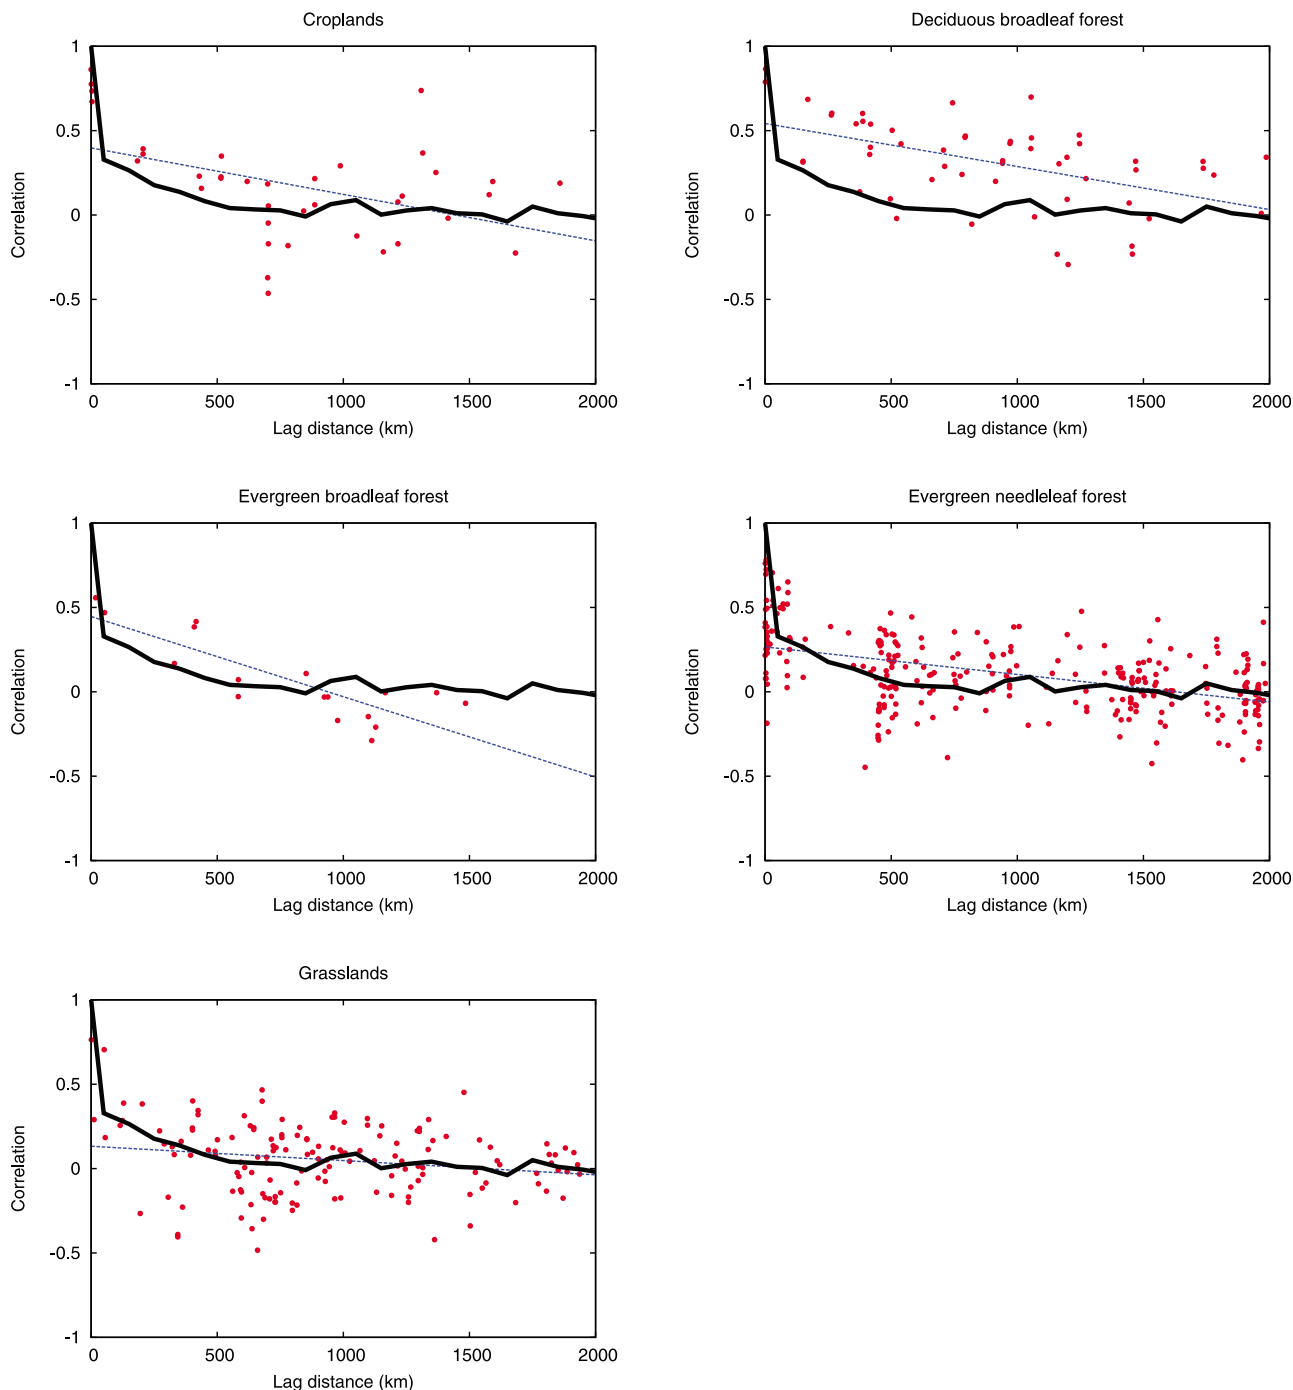 Croplands
1
0.5
0
-0.5
-1
Correlation
0 500 1000 1500 2000
Lag distance (km)
Deciduous broadleaf forest
1
0.5
0
-0.5
-1
Correlation
0 500 1000 1500 2000
Lag distance (km)
Evergreen broadleaf forest
1
0.5
0
-0.5
-1
Correlation
0 500 1000 1500 2000
Lag distance (km)
Evergreen needleleaf forest
1
0.5
0
-0.5
-1
Correlation
0 500 1000 1500 2000
Lag distance (km)
Grasslands
1
0.5
0
-0.5
-1
Correlation
0 500 1000 1500 2000
Lag distance (km)